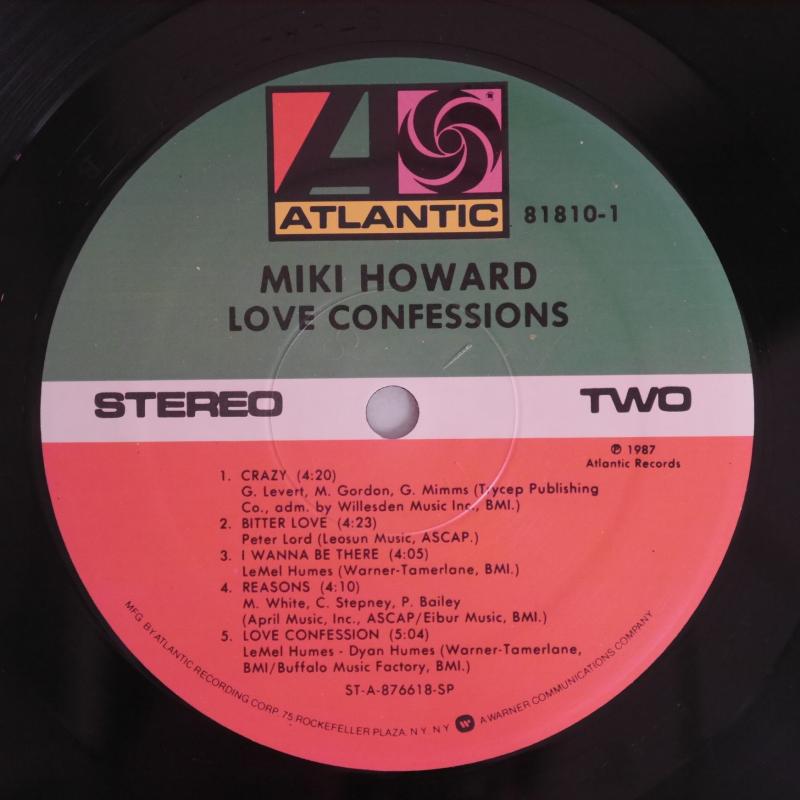 ATLANTIC 81810-1
MIKI HOWARD
LOVE CONFESSIONS
STEREO TWO
℗ 1987
Atlantic Records
1. CRAZY (4:20)
G. Levert, M. Gordon, G. Mimms (Trycep Publishing
Co., adm. by Willesden Music Inc., BMI.)
2. BITTER LOVE (4:23)
Peter Lord (Leosun Music, ASCAP.)
3. I WANNA BE THERE (4:05)
LeMel Humes (Warner-Tamerlane, BMI.)
4. REASONS (4:10)
M. White, C. Stepney, P. Bailey
(April Music, Inc., ASCAP/Eibur Music, BMI.)
5. LOVE CONFESSION (5:04)
LeMel Humes - Dyan Humes (Warner-Tamerlane,
BMI/Buffalo Music Factory, BMI.)
ST-A-876618-SP
MFG. BY ATLANTIC RECORDING CORP. 75 ROCKEFELLER PLAZA, N.Y. N.Y. A WARNER COMMUNICATIONS COMPANY